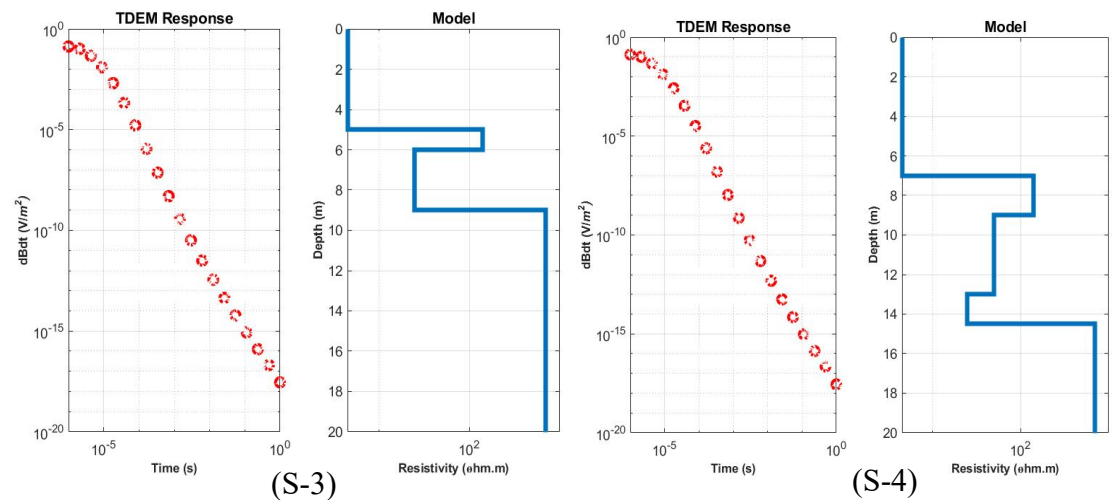 TDEM Response
Model
TDEM Response
Model
10^0
10^-5
10^-10
10^-15
10^-20
dBdt (V/m^2)
10^-5
10^0
Time (s)
0
2
4
6
8
10
12
14
16
18
20
Depth (m)
10^2
Resistivity (ɵhm.m)
(S-3)
10^0
10^-5
10^-10
10^-15
10^-20
dBdt (V/m^2)
10^-5
10^0
Time (s)
0
2
4
6
8
10
12
14
16
18
20
Depth (m)
10^2
Resistivity (ɵhm.m)
(S-4)